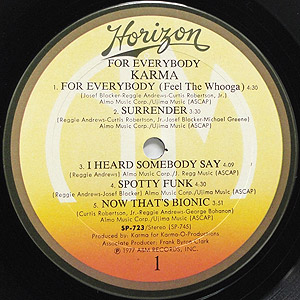 Horizon
FOR EVERYBODY
KARMA
1. FOR EVERYBODY (Feel The Whooga) 4:30
(Josef Blocker-Reggie Andrews-Curtis Robertson, Jr.)
Almo Music Corp./Ujima Music (ASCAP)
2. SURRENDER 3:30
(Reggie Andrews-Curtis Robertson, Jr.-Josef Blocker-Michael Greene)
Almo Music Corp./Ujima Music (ASCAP)
3. I HEARD SOMEBODY SAY 4:09
(Reggie Andrews) Almo Music Corp./J. Regg Music (ASCAP)
4. SPOTTY FUNK 4:30
(Reggie Andrews-Josef Blocker) Almo Music Corp./Ujima Music (ASCAP)
5. NOW THAT'S BIONIC 3:51
(Curtis Robertson, Jr.-Reggie Andrews-George Bohanon)
Almo Music Corp./Ujima Music (ASCAP)
SP-723 Stereo (SP-745)
Produced by: Karma for Karma-O-Productions
Associate Producer: Frank Byron Clark
℗ 1977 A&M RECORDS, INC.
1